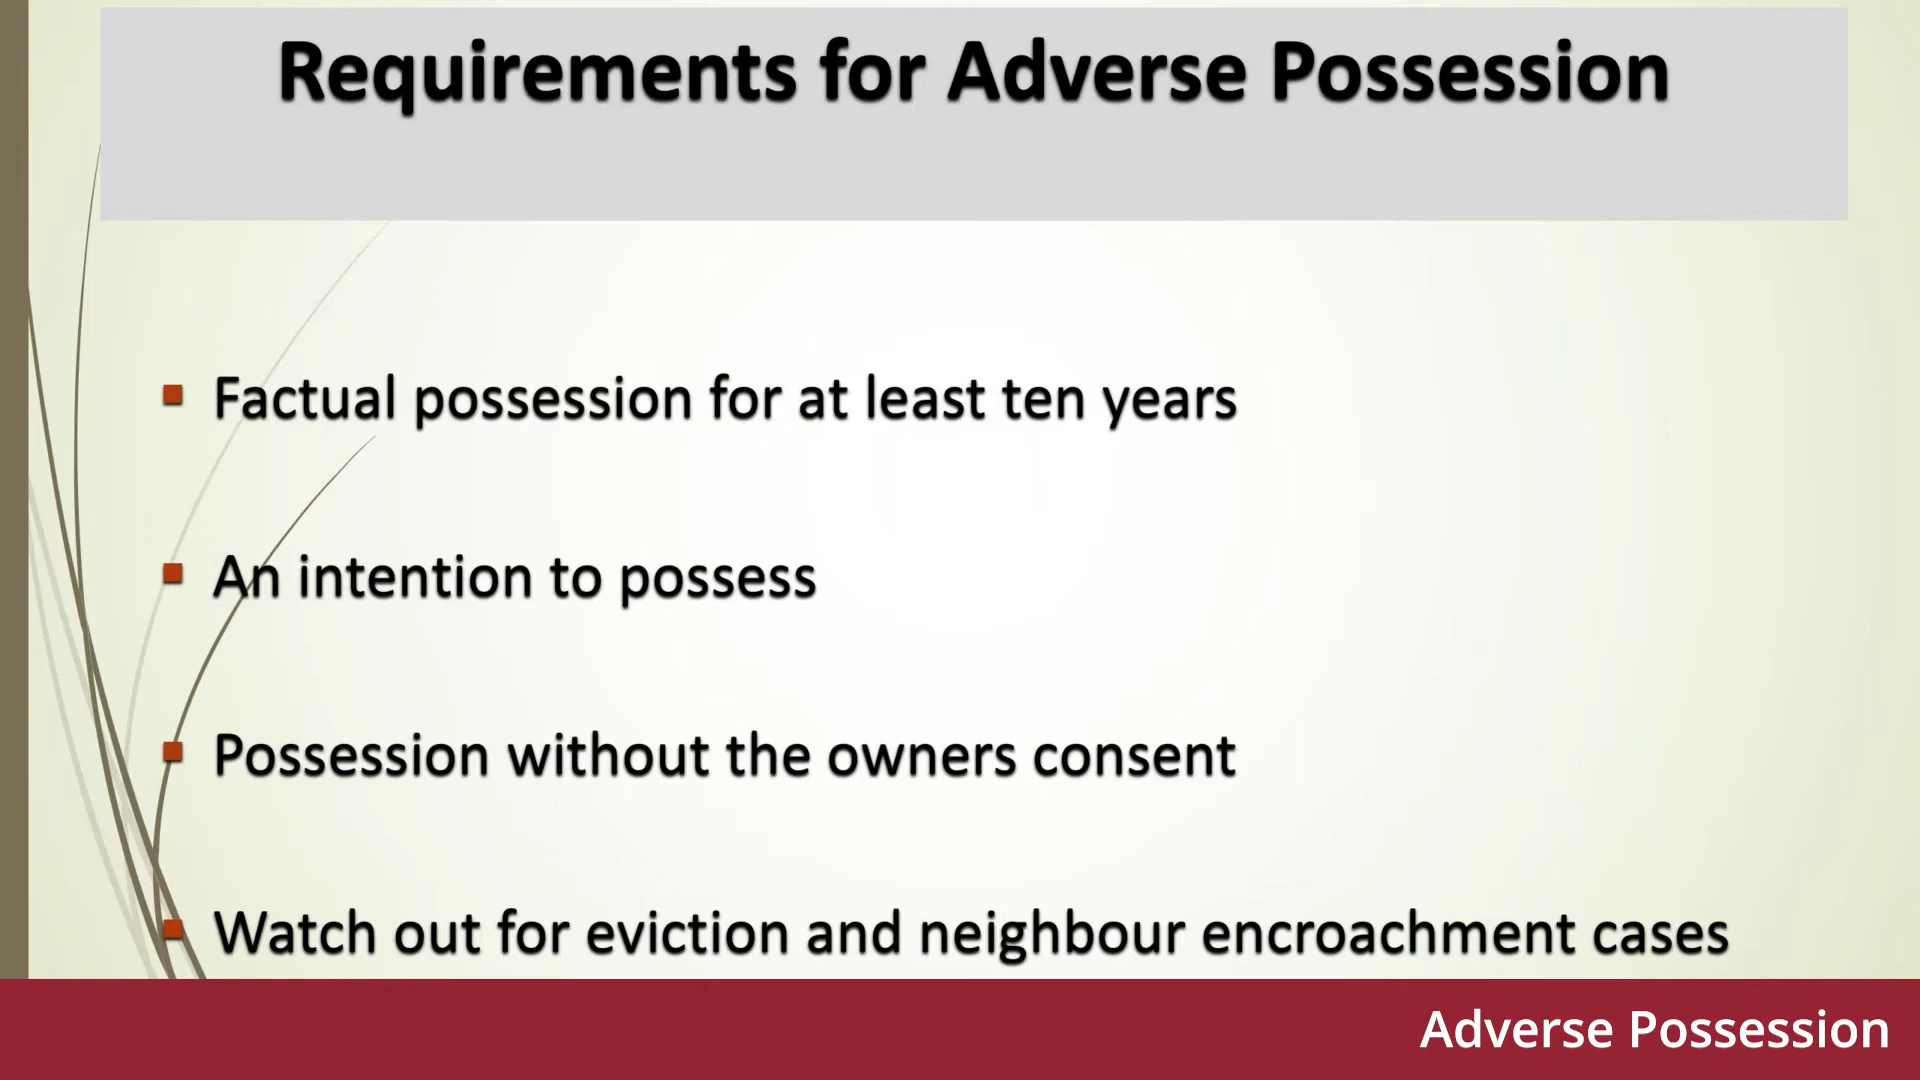 Requirements for Adverse Possession
Factual possession for at least ten years
An intention to possess
Possession without the owners consent
Watch out for eviction and neighbour encroachment cases
Adverse Possession